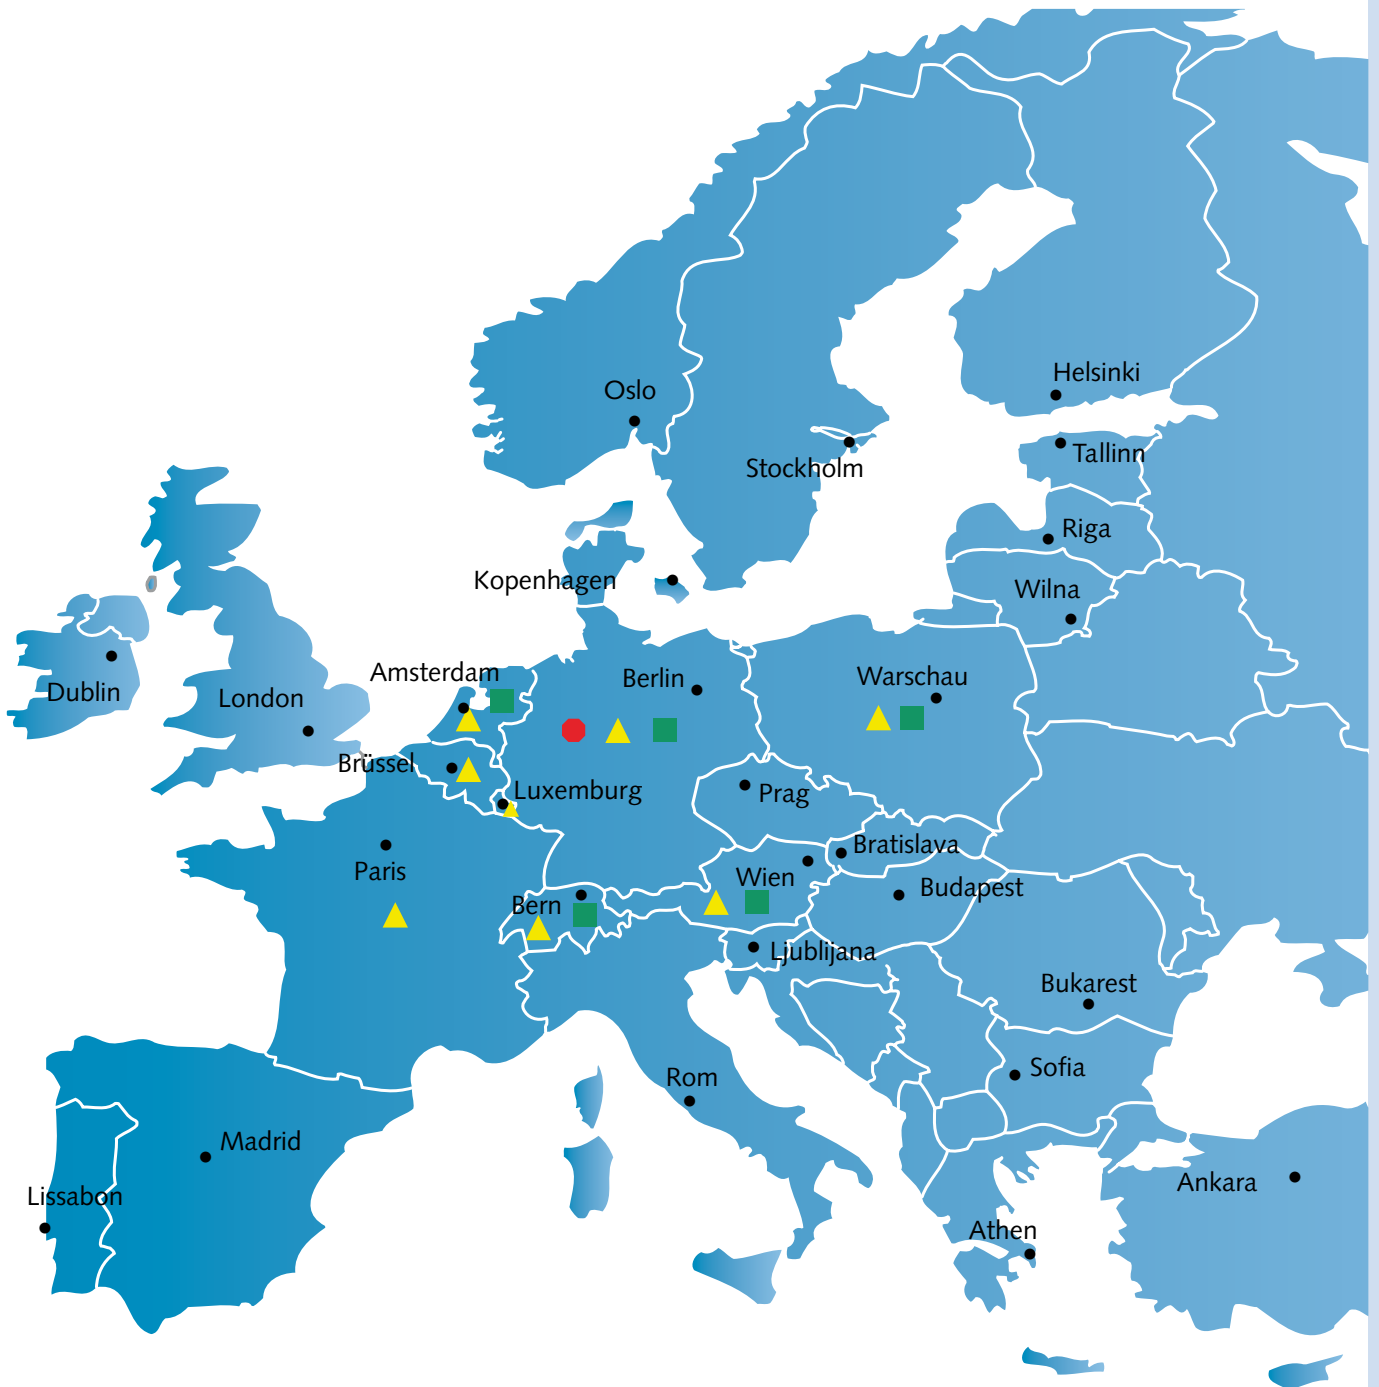 Helsinki
Oslo
Tallinn
Stockholm
Riga
Kopenhagen
Wilna
Amsterdam
Berlin
Warschau
Dublin
London
Brüssel
Luxemburg
Prag
Bratislava
Paris
Wien
Budapest
Bern
Ljublijana
Bukarest
Sofia
Rom
Madrid
Ankara
Lissabon
Athen